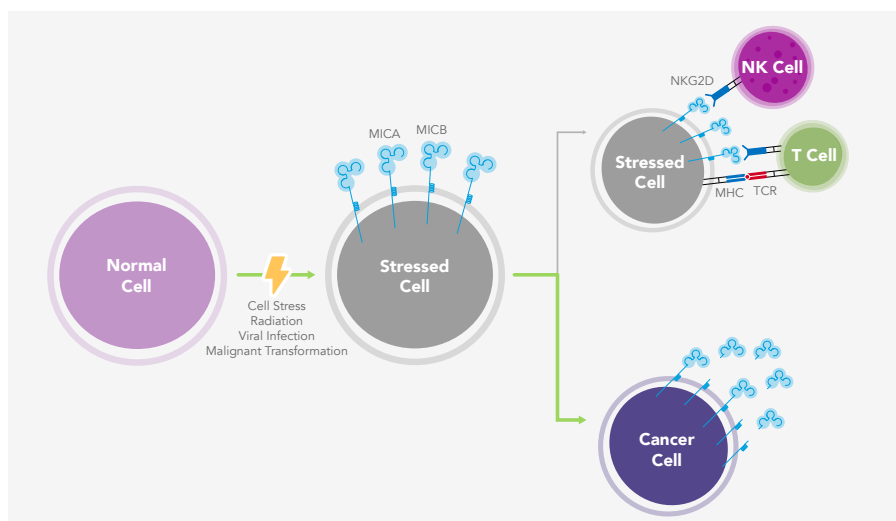 Normal
Cell
Cell Stress
Radiation
Viral Infection
Malignant Transformation
MICA
MICB
Stressed
Cell
NKG2D
NK Cell
Stressed
Cell
T Cell
MHC
TCR
Cancer
Cell